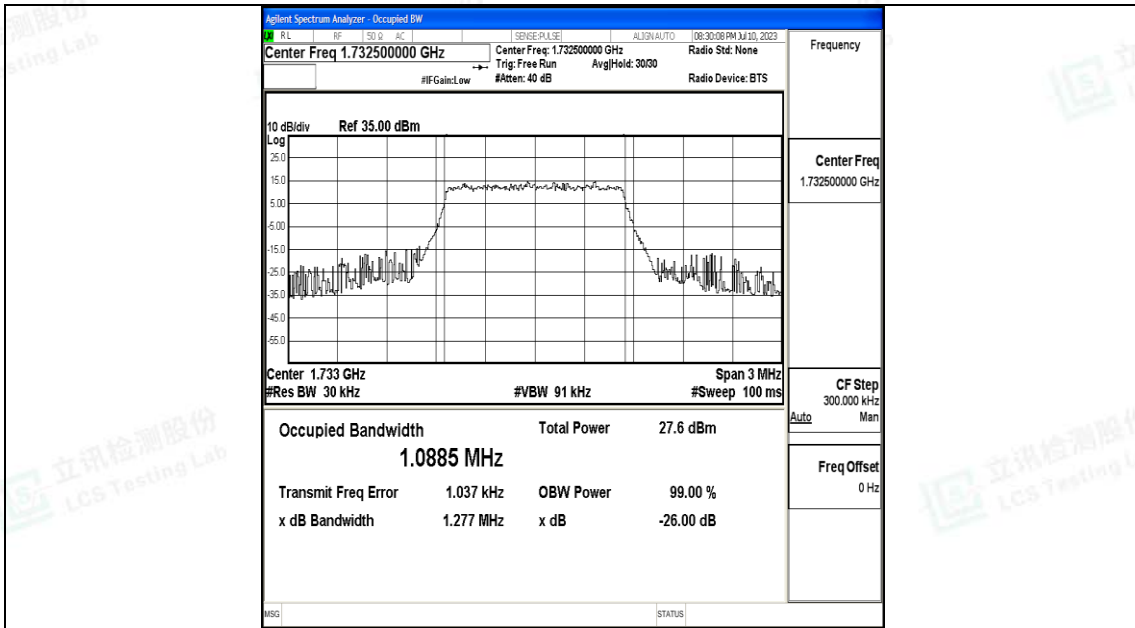 Agilent Spectrum Analyzer - Occupied BW
RL RF 50 Ω AC SENSE:PULSE ALIGN AUTO 08:30:08 PM Jul 10, 2023
Center Freq 1.732500000 GHz
Center Freq: 1.732500000 GHz Radio Std: None
Trig: Free Run Avg|Hold: 30/30
#IFGain:Low #Atten: 40 dB Radio Device: BTS
10 dB/div Ref 35.00 dBm
Log
25.0
15.0
5.00
-5.00
-15.0
-25.0
-35.0
-45.0
-55.0
Center 1.733 GHz Span 3 MHz
#Res BW 30 kHz #VBW 91 kHz #Sweep 100 ms
Occupied Bandwidth Total Power 27.6 dBm
1.0885 MHz
Transmit Freq Error 1.037 kHz OBW Power 99.00 %
x dB Bandwidth 1.277 MHz x dB -26.00 dB
MSG STATUS
Frequency
Center Freq
1.732500000 GHz
CF Step
300.000 kHz
Auto Man
Freq Offset
0 Hz
立讯检测股份
LCS Testing Lab